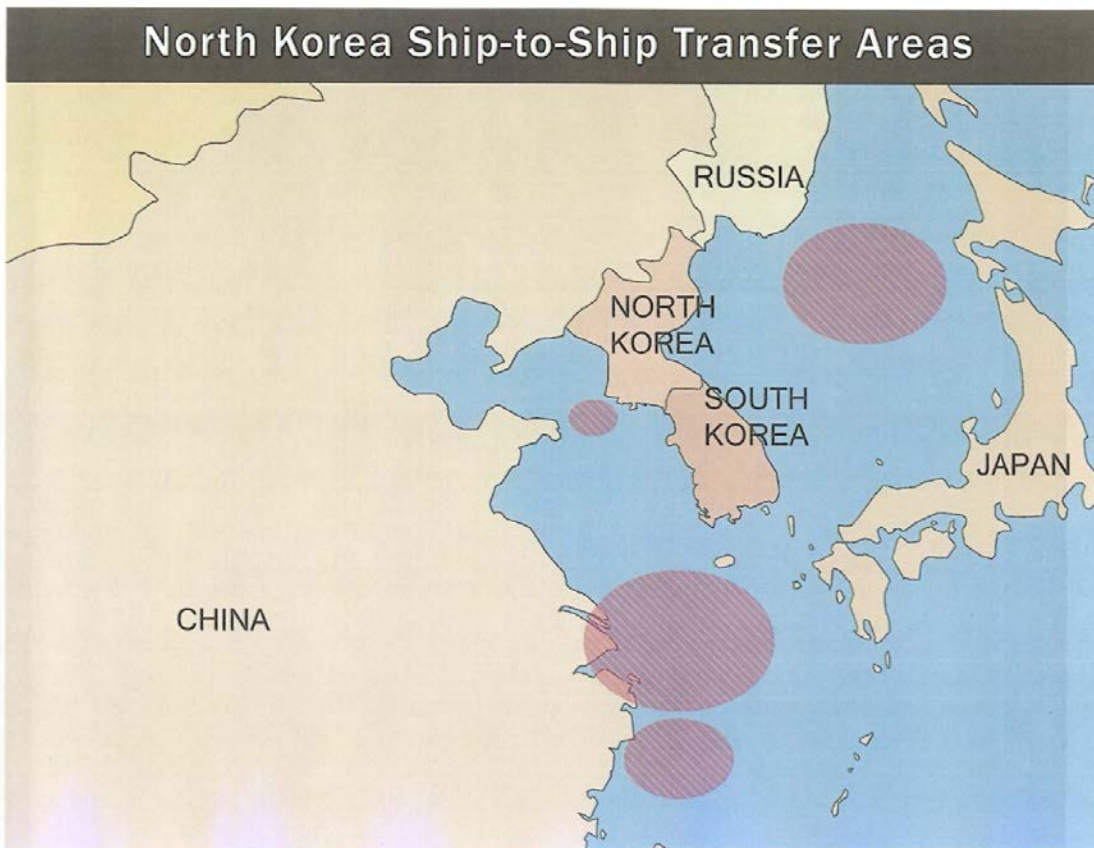 North Korea Ship-to-Ship Transfer Areas
RUSSIA
NORTH
KOREA
SOUTH
KOREA
JAPAN
CHINA